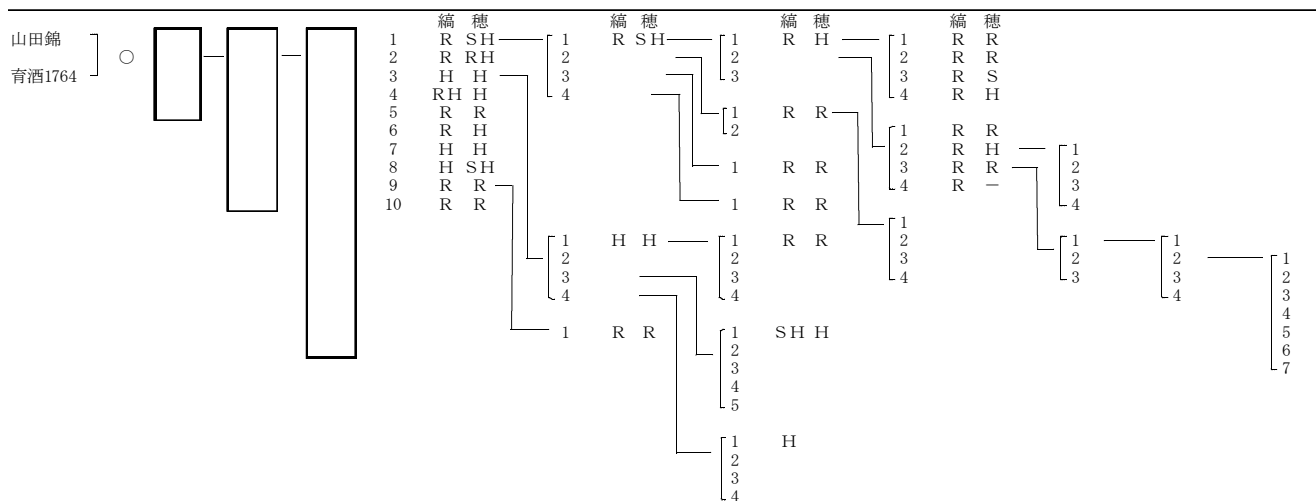 縞 穂 縞 穂 縞 穂 縞 穂
山田錦 1 R SH 1 R SH 1 R H 1 R R
○ 2 R RH 2 2 2 R R
育酒1764 3 H H 3 3 3 R S
4 RH H 4 4 R H
5 R R 1 R R
6 R H 2 1 R R
7 H H 2 R H 1
8 H SH 1 R R 3 R R 2
9 R R 4 R － 3
10 R R 1 R R 4
1
1 H H 1 R R 2 1 1
2 2 3 2 2 1
3 3 4 3 3 2
4 4 4 3
4
1 R R 1 SH H 5
2 6
3 7
4
5
1 H
2
3
4